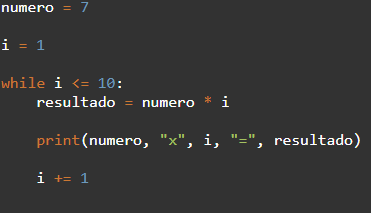 numero = 7
i = 1
while i <= 10:
    resultado = numero * i
    print(numero, "x", i, "=", resultado)
    i += 1